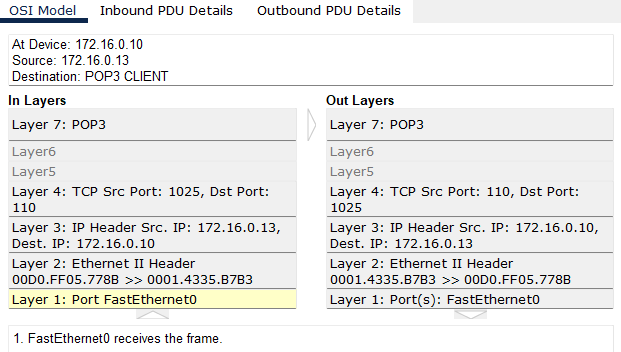 OSI Model Inbound PDU Details Outbound PDU Details
At Device: 172.16.0.10
Source: 172.16.0.13
Destination: POP3 CLIENT
In Layers
Layer 7: POP3
Layer6
Layer5
Layer 4: TCP Src Port: 1025, Dst Port:
110
Layer 3: IP Header Src. IP: 172.16.0.13,
Dest. IP: 172.16.0.10
Layer 2: Ethernet II Header
00D0.FF05.778B >> 0001.4335.B7B3
Layer 1: Port FastEthernet0
Out Layers
Layer 7: POP3
Layer6
Layer5
Layer 4: TCP Src Port: 110, Dst Port:
1025
Layer 3: IP Header Src. IP: 172.16.0.10,
Dest. IP: 172.16.0.13
Layer 2: Ethernet II Header
0001.4335.B7B3 >> 00D0.FF05.778B
Layer 1: Port(s): FastEthernet0
1. FastEthernet0 receives the frame.